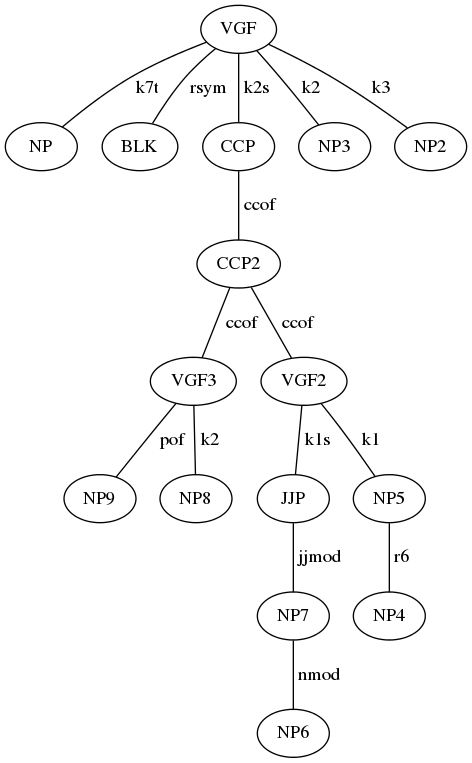 VGF
k7t rsym k2s k2 k3
NP BLK CCP NP3 NP2
ccof
CCP2
ccof ccof
VGF3 VGF2
pof k2 k1s k1
NP9 NP8 JJP NP5
jjmod r6
NP7 NP4
nmod
NP6